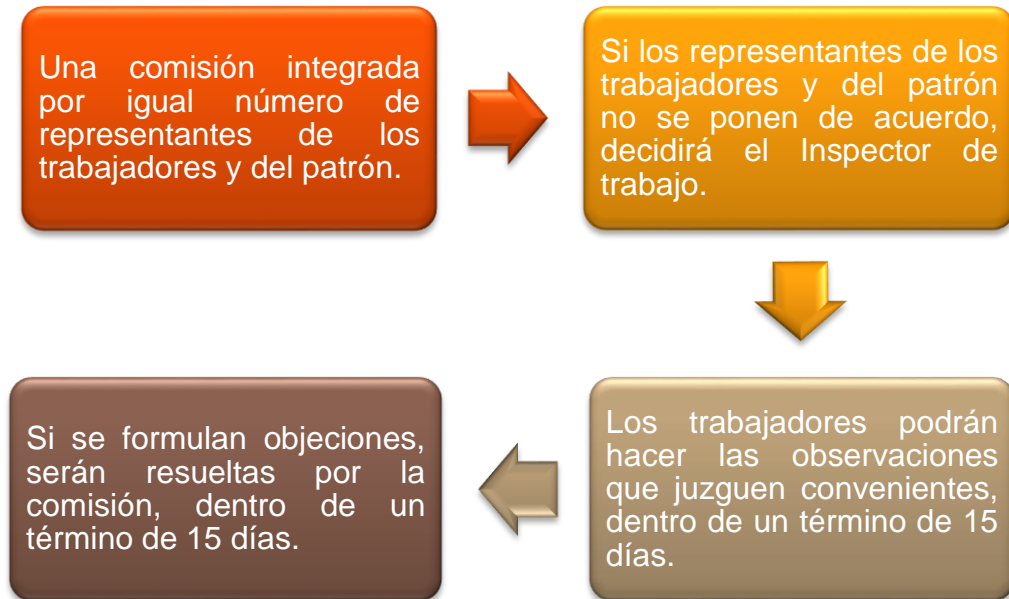 Una comisión integrada
por igual número de
representantes de los
trabajadores y del patrón.
Si los representantes de los
trabajadores y del patrón
no se ponen de acuerdo,
decidirá el Inspector de
trabajo.
Los trabajadores podrán
hacer las observaciones
que juzguen convenientes,
dentro de un término de 15
días.
Si se formulan objeciones,
serán resueltas por la
comisión, dentro de un
término de 15 días.